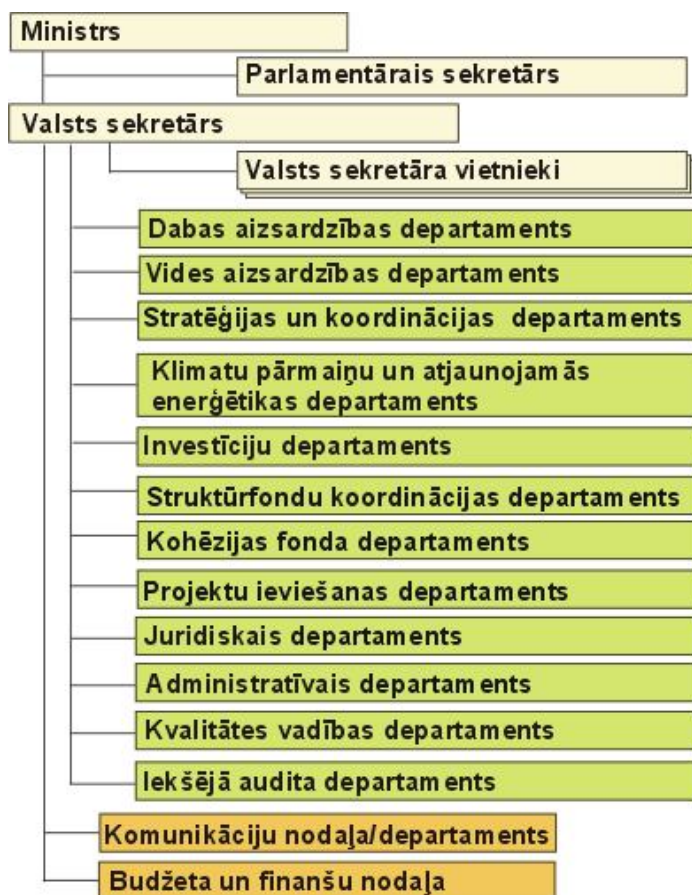 Ministrs
Parlamentārais sekretārs
Valsts sekretārs
Valsts sekretāra vietnieki
Dabas aizsardzības departaments
Vides aizsardzības departaments
Stratēģijas un koordinācijas departaments
Klimatu pārmaiņu un atjaunojamās
enerģētikas departaments
Investīciju departaments
Struktūrfondu koordinācijas departaments
Kohēzijas fonda departaments
Projektu ieviešanas departaments
Juridiskais departaments
Administratīvais departaments
Kvalitātes vadības departaments
Iekšējā audita departaments
Komunikāciju nodaļa/departaments
Budžeta un finanšu nodaļa